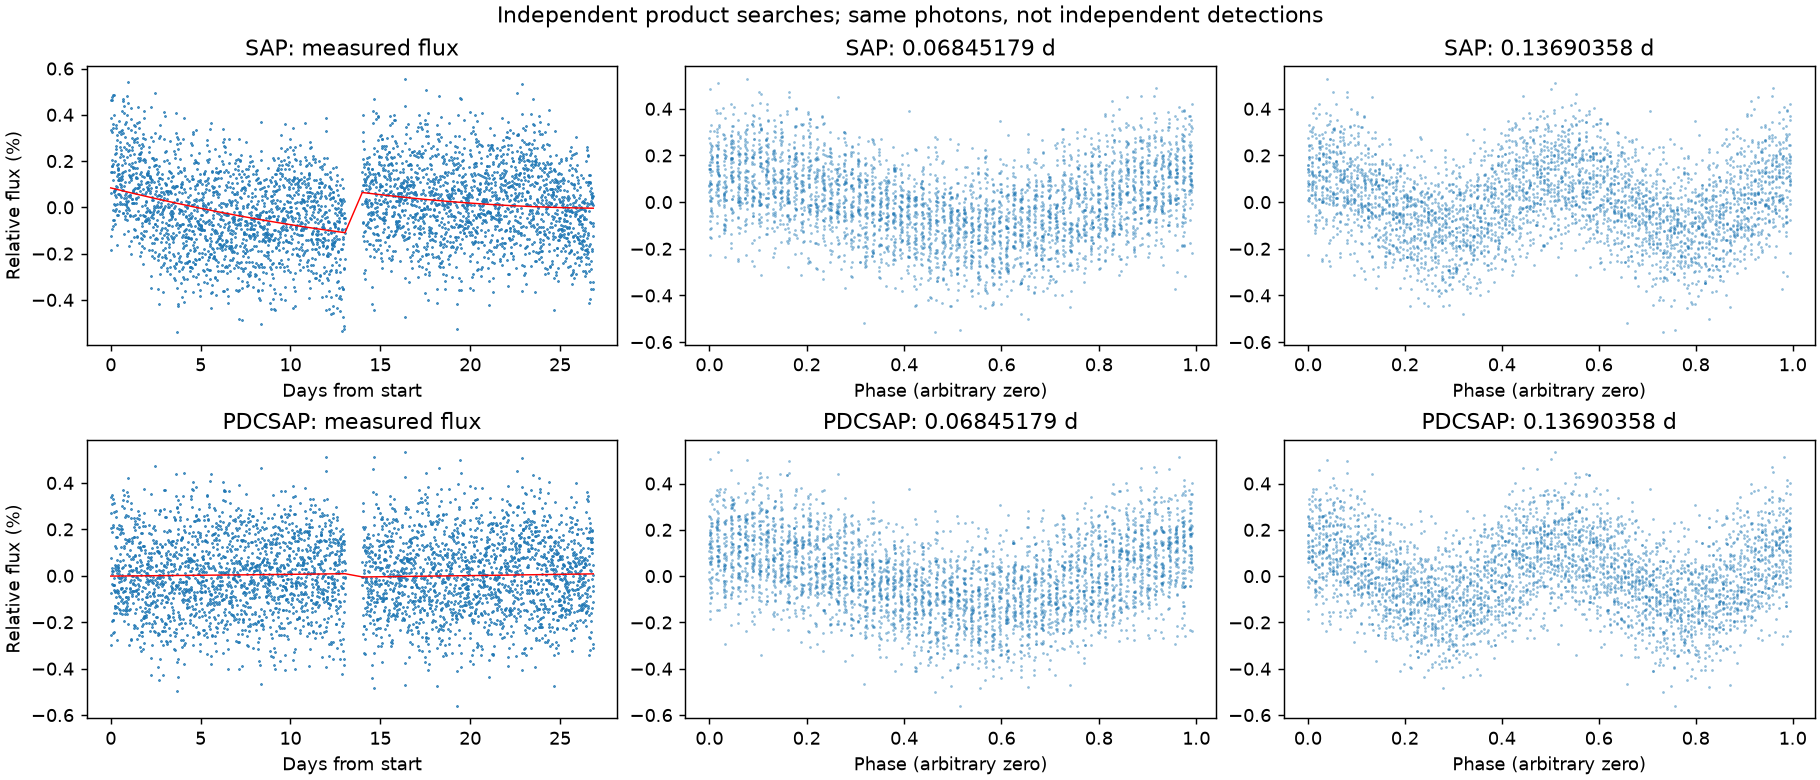 Independent product searches; same photons, not independent detections
SAP: measured flux
SAP: 0.06845179 d
SAP: 0.13690358 d
Relative flux (%)
0.6
0.4
0.2
0.0
−0.2
−0.4
0 5 10 15 20 25
Days from start
0.4
0.2
0.0
−0.2
−0.4
−0.6
0.0 0.2 0.4 0.6 0.8 1.0
Phase (arbitrary zero)
0.4
0.2
0.0
−0.2
−0.4
−0.6
0.0 0.2 0.4 0.6 0.8 1.0
Phase (arbitrary zero)
PDCSAP: measured flux
PDCSAP: 0.06845179 d
PDCSAP: 0.13690358 d
Relative flux (%)
0.4
0.2
0.0
−0.2
−0.4
−0.6
0 5 10 15 20 25
Days from start
0.4
0.2
0.0
−0.2
−0.4
−0.6
0.0 0.2 0.4 0.6 0.8 1.0
Phase (arbitrary zero)
0.4
0.2
0.0
−0.2
−0.4
−0.6
0.0 0.2 0.4 0.6 0.8 1.0
Phase (arbitrary zero)